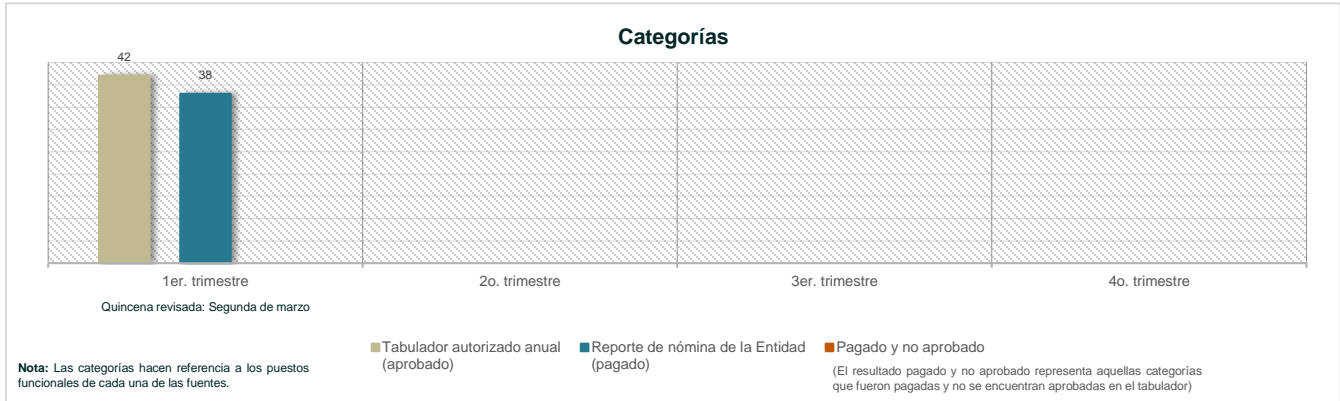 Categorías
42
38
1er. trimestre
2o. trimestre
3er. trimestre
4o. trimestre
Quincena revisada: Segunda de marzo
Tabulador autorizado anual
(aprobado)
Reporte de nómina de la Entidad
(pagado)
Pagado y no aprobado
(El resultado pagado y no aprobado representa aquellas categorías
que fueron pagadas y no se encuentran aprobadas en el tabulador)
Nota: Las categorías hacen referencia a los puestos
funcionales de cada una de las fuentes.